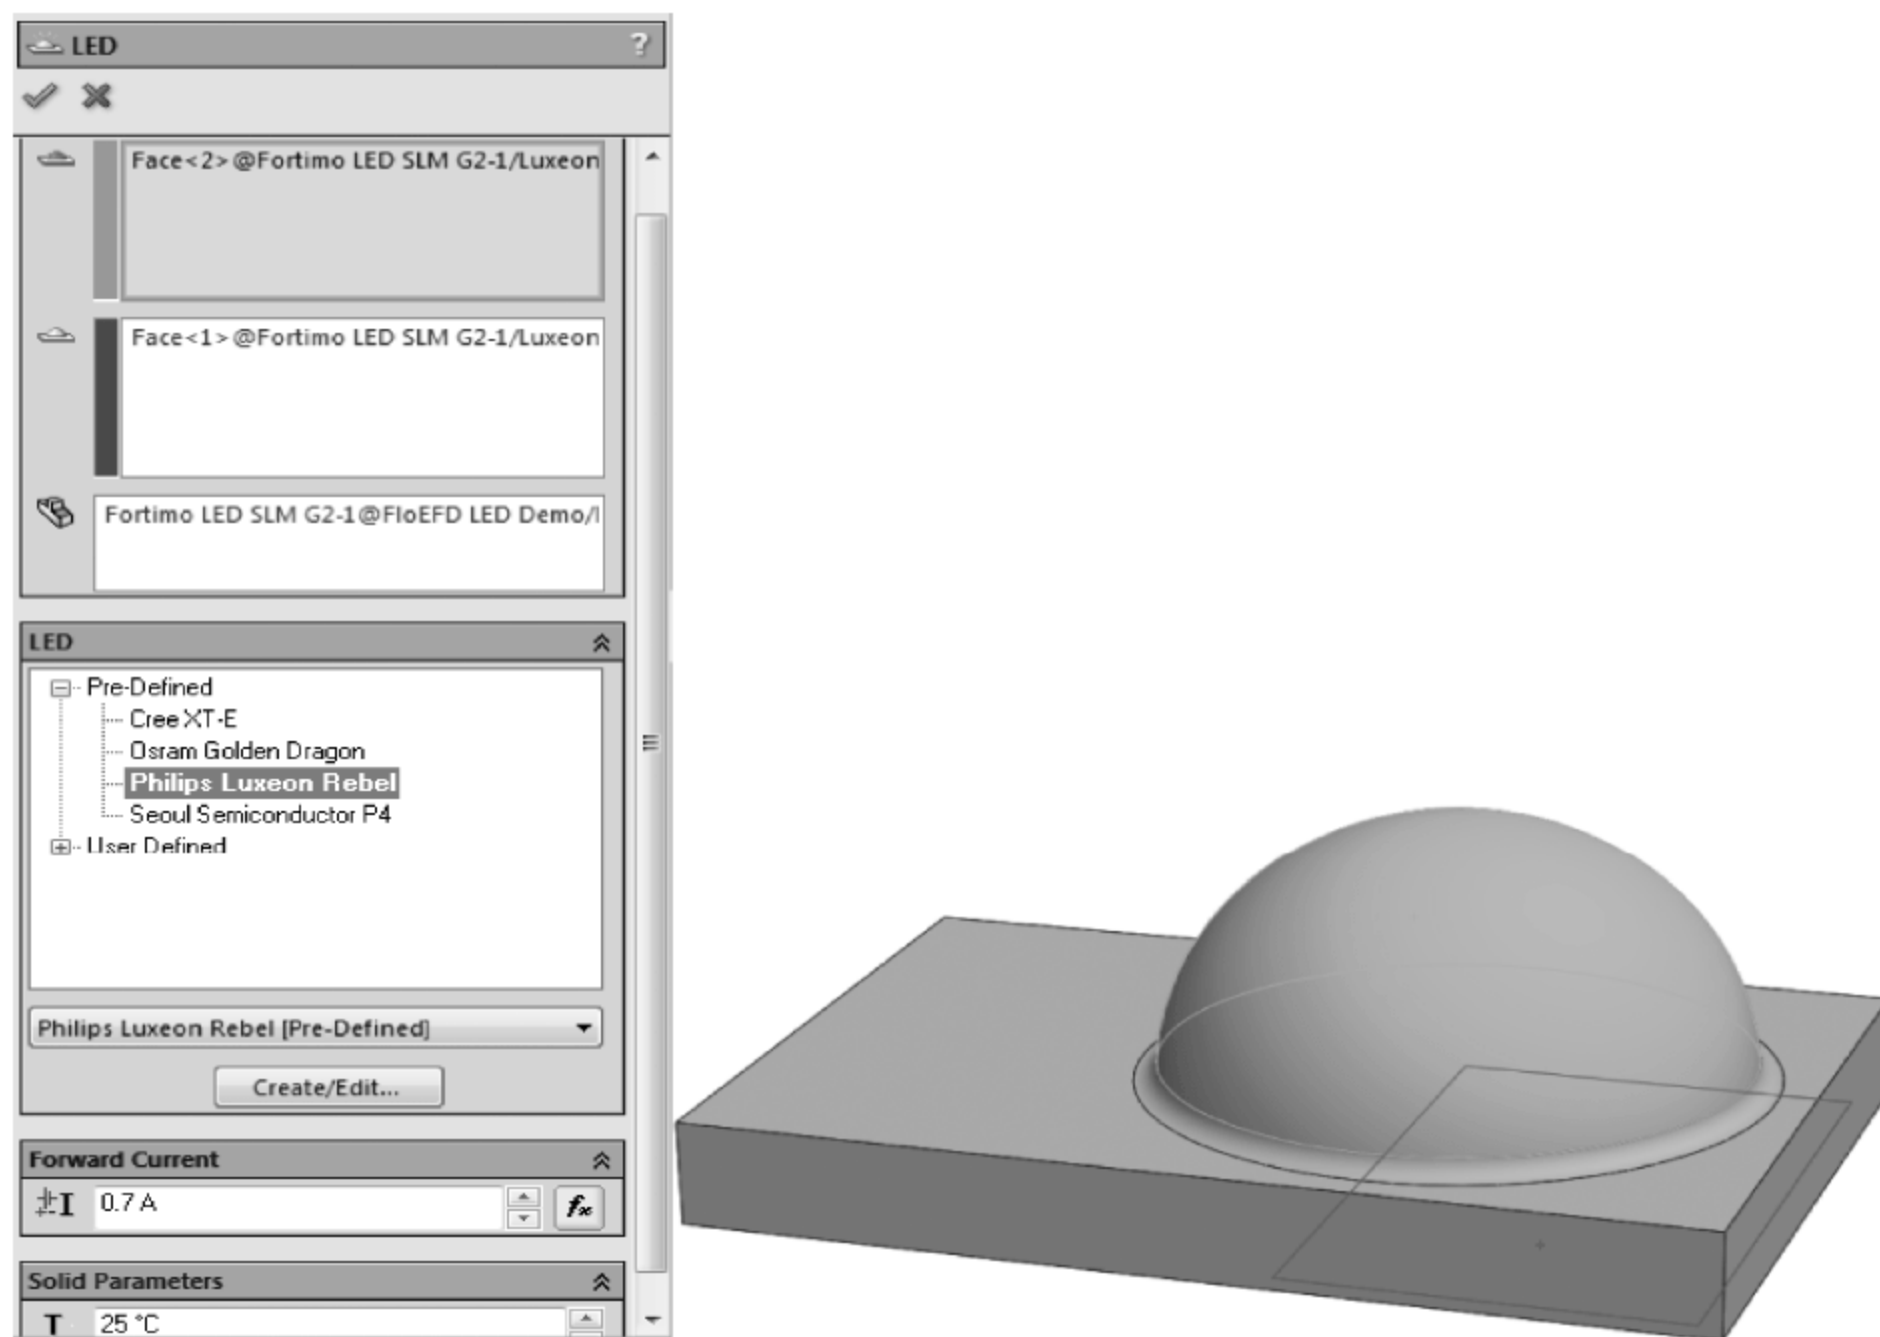 LED ?
Face<2>@Fortimo LED SLM G2-1/Luxeon
Face<1>@Fortimo LED SLM G2-1/Luxeon
Fortimo LED SLM G2-1@FloEFD LED Demo/
LED
Pre-Defined
Cree XT-E
Osram Golden Dragon
Philips Luxeon Rebel
Seoul Semiconductor P4
User Defined
Philips Luxeon Rebel [Pre-Defined]
Create/Edit...
Forward Current
I 0.7 A fx
Solid Parameters
T 25 °C